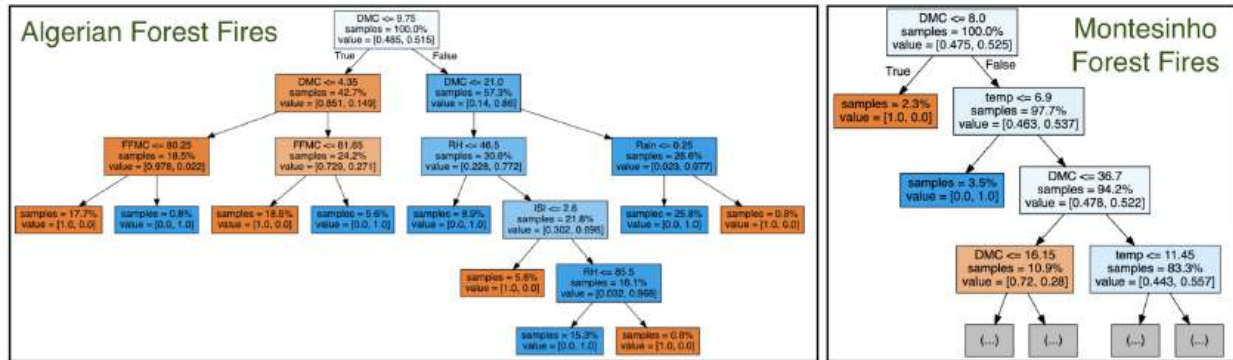 Algerian Forest Fires
DMC <= 9.75
samples = 100.0%
value = [0.485, 0.515]
True
False
DMC <= 4.35
samples = 42.7%
value = [0.851, 0.149]
DMC <= 21.0
samples = 57.3%
value = [0.14, 0.86]
FFMC <= 80.25
samples = 18.5%
value = [0.978, 0.022]
FFMC <= 81.65
samples = 24.2%
value = [0.729, 0.271]
RH <= 46.5
samples = 30.6%
value = [0.228, 0.772]
Rain <= 0.25
samples = 26.6%
value = [0.023, 0.977]
samples = 17.7%
value = [1.0, 0.0]
samples = 0.8%
value = [0.0, 1.0]
samples = 18.5%
value = [1.0, 0.0]
samples = 5.6%
value = [0.0, 1.0]
samples = 8.9%
value = [0.0, 1.0]
ISI <= 2.6
samples = 21.8%
value = [0.302, 0.698]
samples = 25.8%
value = [0.0, 1.0]
samples = 0.8%
value = [1.0, 0.0]
samples = 5.6%
value = [1.0, 0.0]
RH <= 85.5
samples = 16.1%
value = [0.032, 0.968]
samples = 15.3%
value = [0.0, 1.0]
samples = 0.8%
value = [1.0, 0.0]
Montesinho
Forest Fires
DMC <= 8.0
samples = 100.0%
value = [0.475, 0.525]
True
False
samples = 2.3%
value = [1.0, 0.0]
temp <= 6.9
samples = 97.7%
value = [0.463, 0.537]
samples = 3.5%
value = [0.0, 1.0]
DMC <= 36.7
samples = 94.2%
value = [0.478, 0.522]
DMC <= 16.15
samples = 10.9%
value = [0.72, 0.28]
temp <= 11.45
samples = 83.3%
value = [0.443, 0.557]
(...)
(...)
(...)
(...)